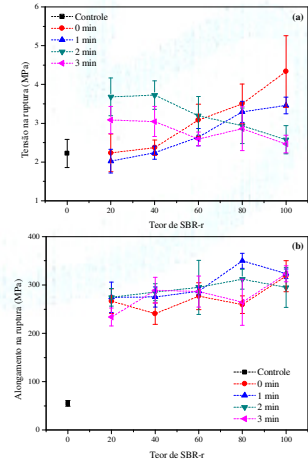 (a)
Controle
0 min
1 min
2 min
3 min
Tensão na ruptura (MPa)
6
5
4
3
2
1
0
20
40
60
80
100
Teor de SBR-r
(b)
Alongamento na ruptura (MPa)
400
300
200
100
0
Controle
0 min
1 min
2 min
3 min
0
20
40
60
80
100
Teor de SBR-r